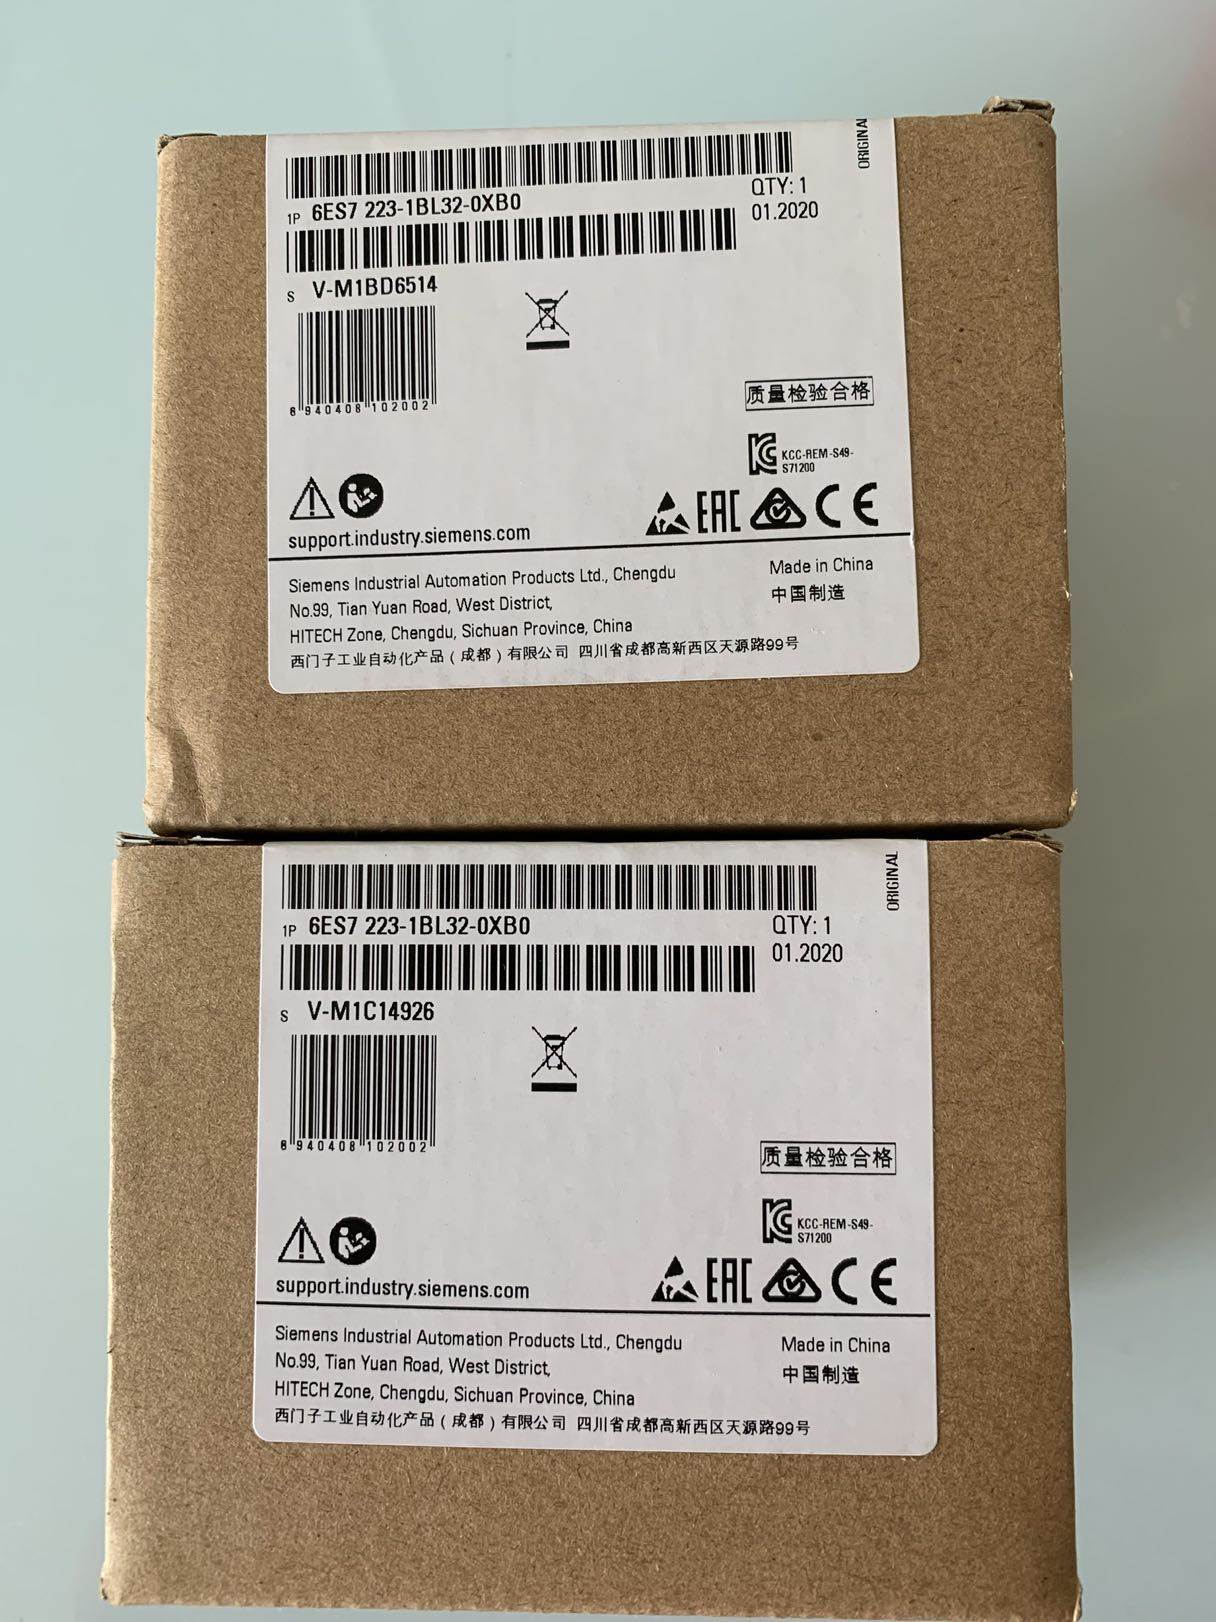 ORIGINAL
1P 6ES7 223-1BL32-0XB0
QTY: 1
01.2020
S V-M1BD6514
6 940408 102002
质量检验合格
KCC-REM-S49-
S71200
EAC CE
support.industry.siemens.com
Siemens Industrial Automation Products Ltd., Chengdu
No.99, Tian Yuan Road, West District,
HITECH Zone, Chengdu, Sichuan Province, China
西门子工业自动化产品（成都）有限公司 四川省成都高新西区天源路99号
Made in China
中国制造
ORIGINAL
1P 6ES7 223-1BL32-0XB0
QTY: 1
01.2020
S V-M1C14926
6 940408 102002
质量检验合格
KCC-REM-S49-
S71200
EAC CE
support.industry.siemens.com
Siemens Industrial Automation Products Ltd., Chengdu
No.99, Tian Yuan Road, West District,
HITECH Zone, Chengdu, Sichuan Province, China
西门子工业自动化产品（成都）有限公司 四川省成都高新西区天源路99号
Made in China
中国制造